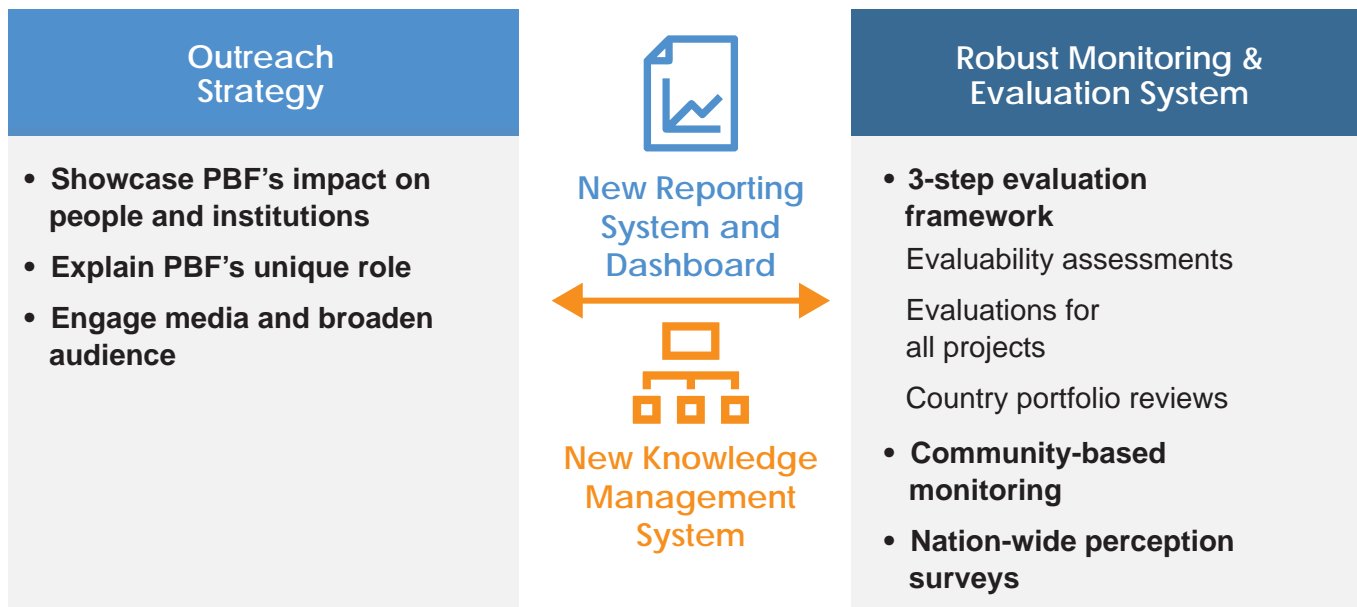 Outreach
Strategy
• Showcase PBF’s impact on
people and institutions
• Explain PBF’s unique role
• Engage media and broaden
audience
New Reporting
System and
Dashboard
New Knowledge
Management
System
Robust Monitoring &
Evaluation System
• 3-step evaluation
framework
Evaluability assessments
Evaluations for
all projects
Country portfolio reviews
• Community-based
monitoring
• Nation-wide perception
surveys